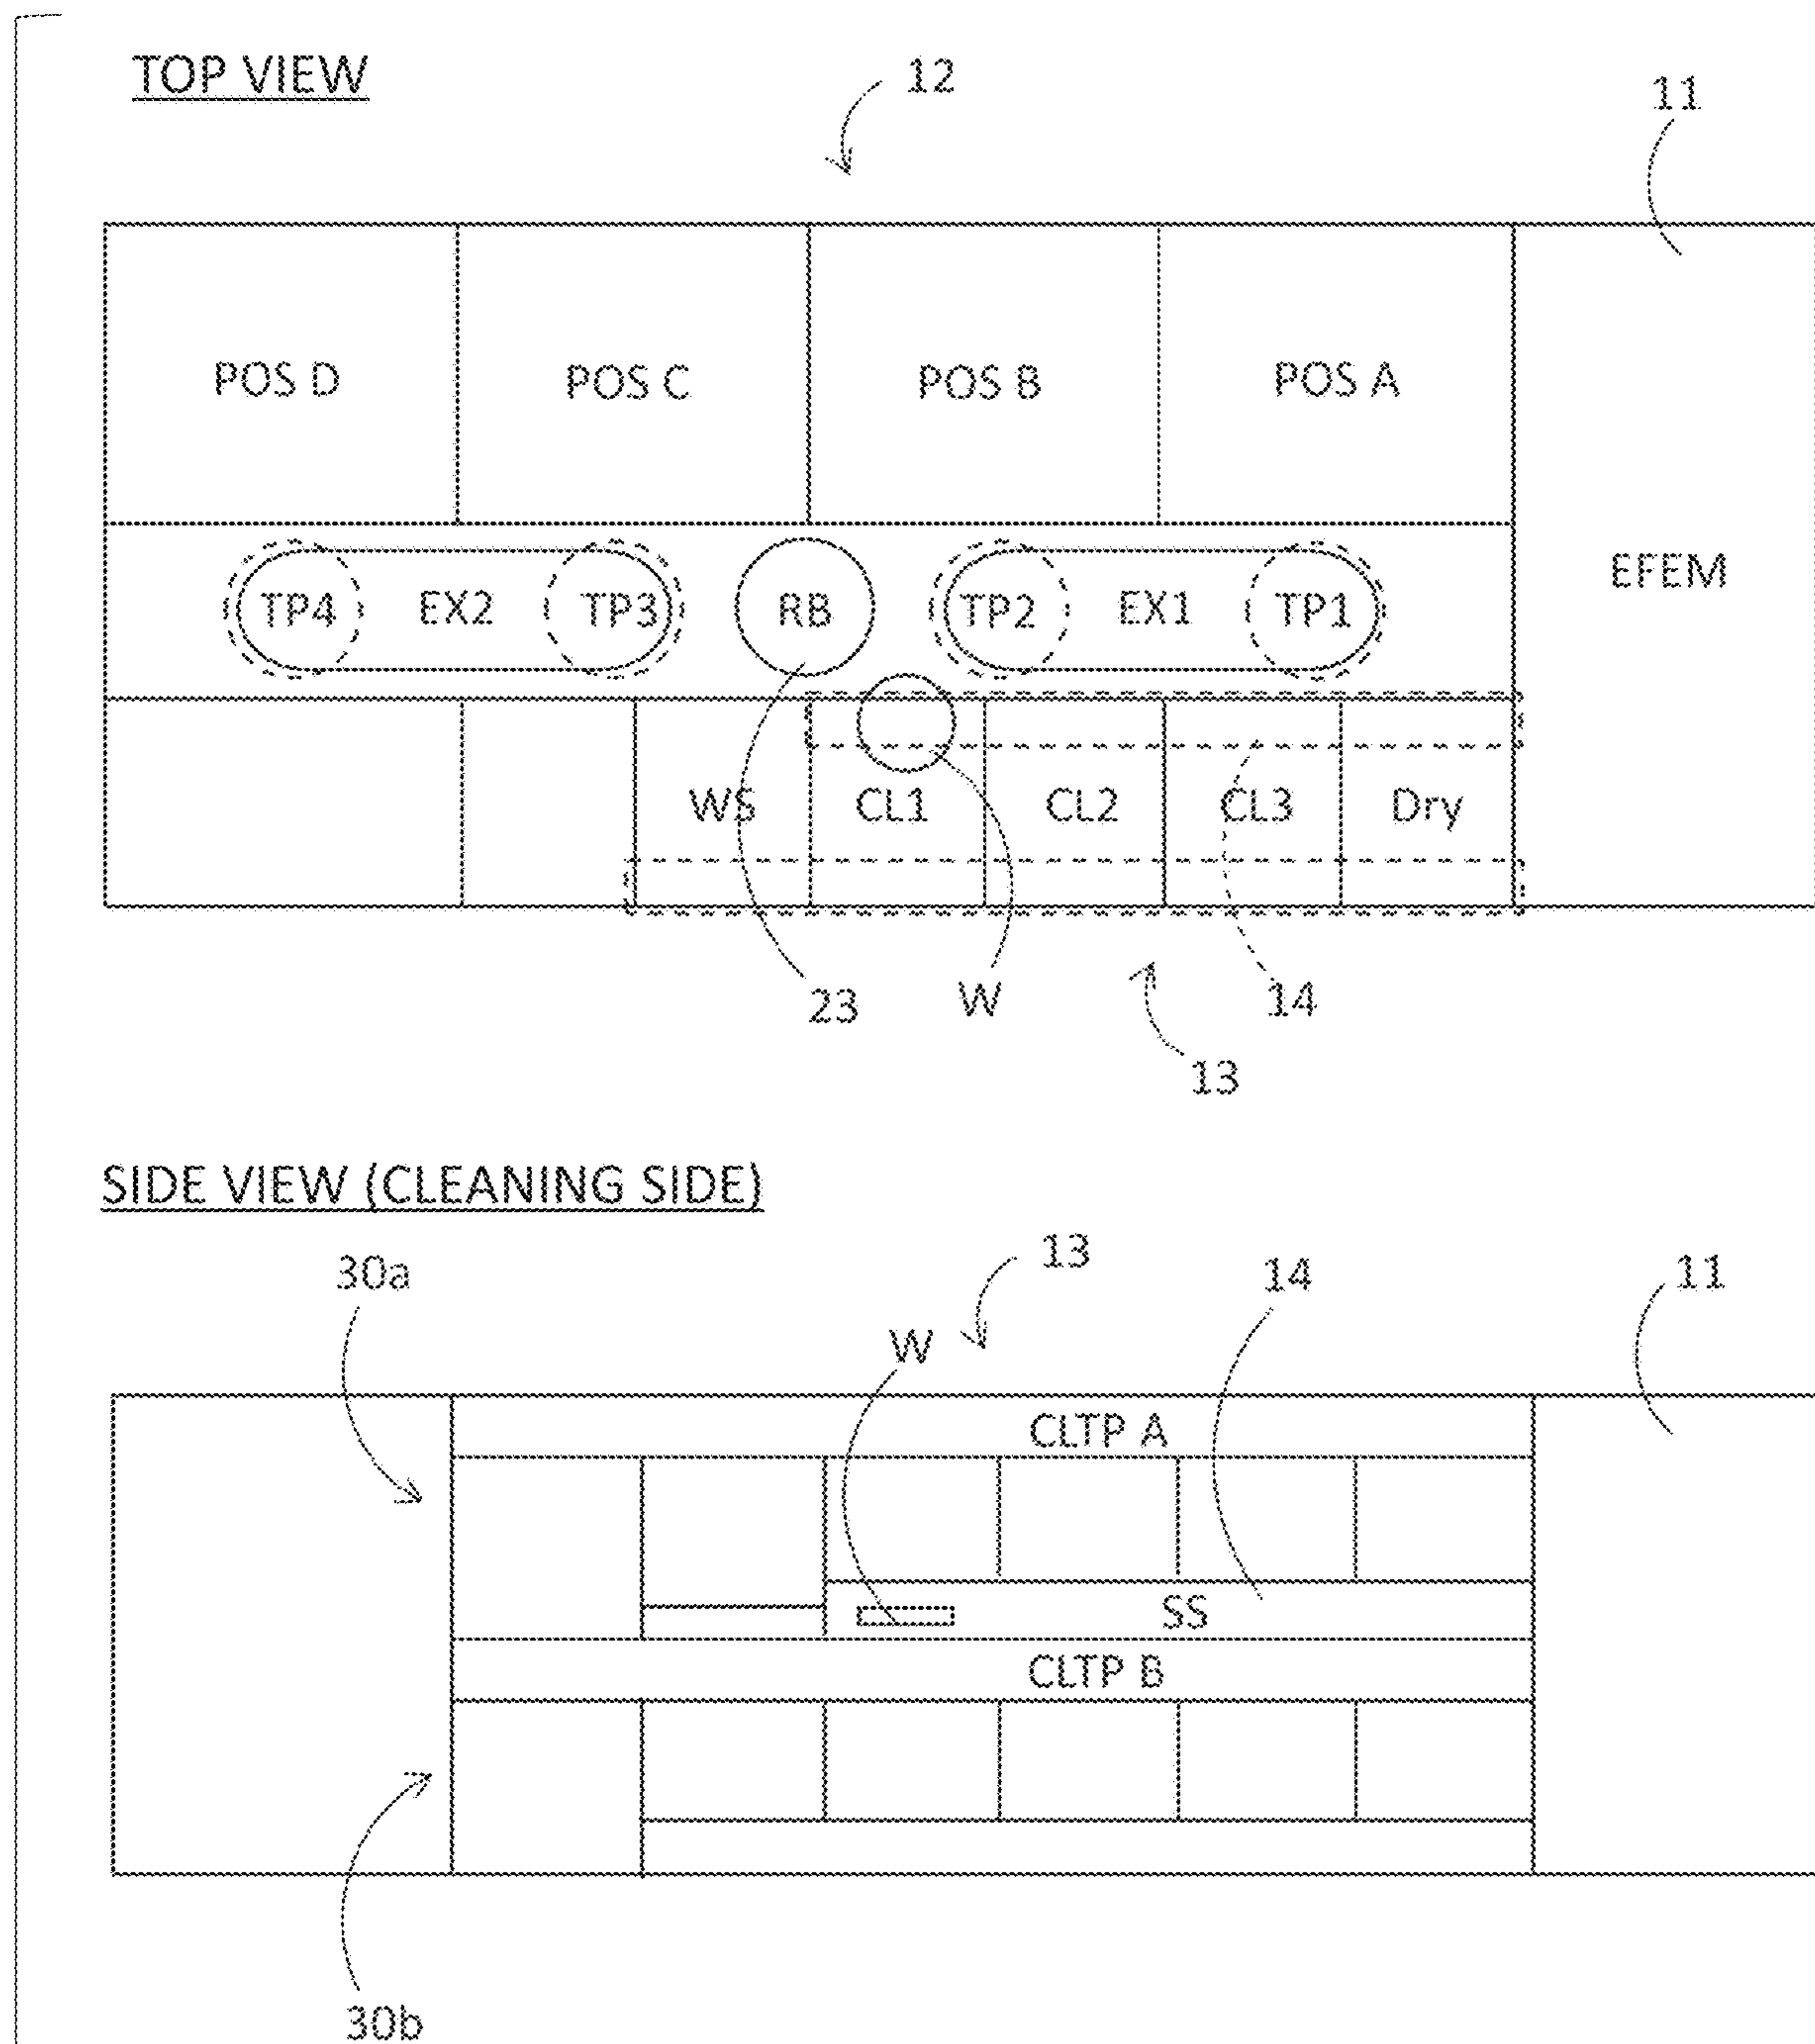 TOP VIEW
12
11
POS D POS C POS B POS A
EFEM
TP4 EX2 TP3 RB TP2 EX1 TP1
WS CL1 CL2 CL3 Dry
23 W 14
13
SIDE VIEW (CLEANING SIDE)
30a 13 14 11
W
CLTP A
SS
CLTP B
30b